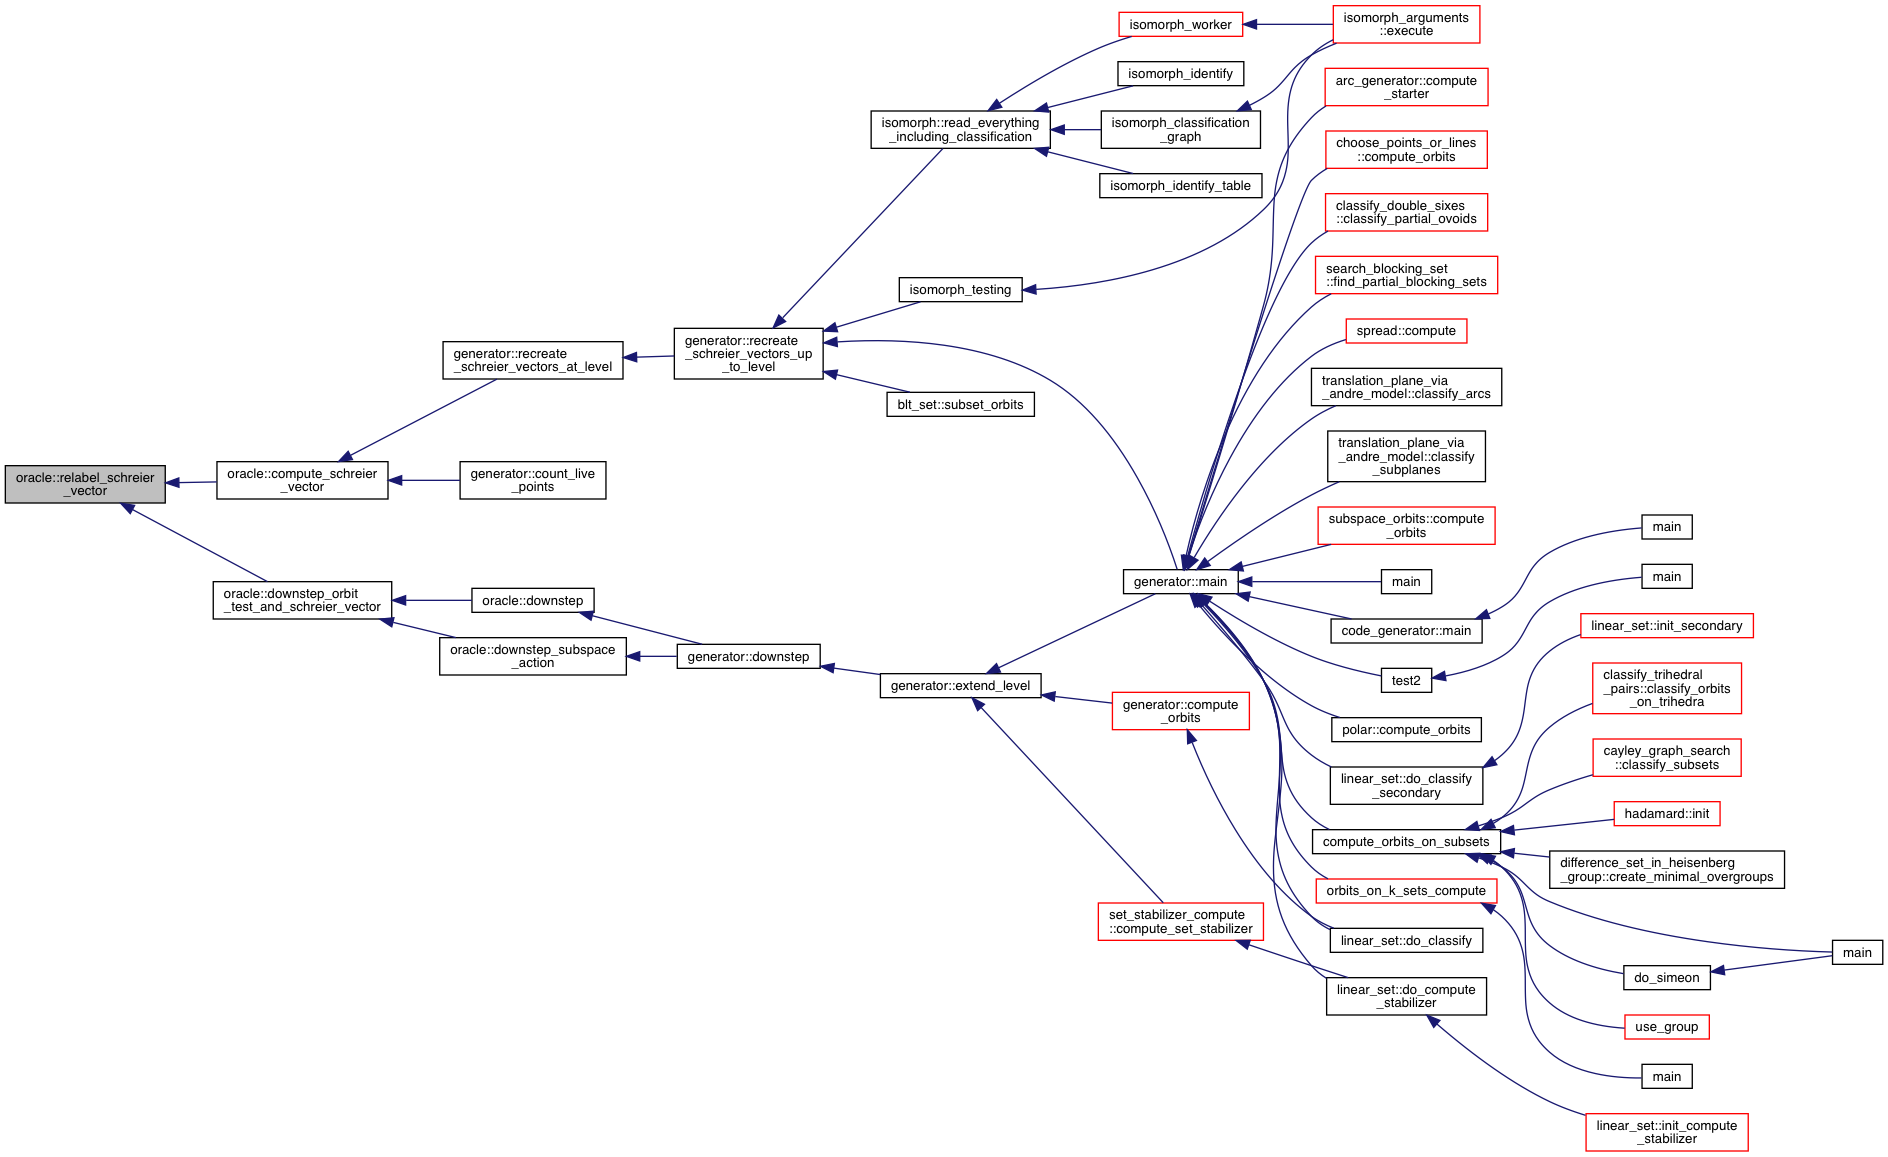 oracle::relabel_schreier
_vector
oracle::compute_schreier
_vector
oracle::downstep_orbit
_test_and_schreier_vector
generator::recreate
_schreier_vectors_at_level
generator::count_live
_points
oracle::downstep
oracle::downstep_subspace
_action
generator::recreate
_schreier_vectors_up
_to_level
generator::downstep
isomorph::read_everything
_including_classification
isomorph_testing
blt_set::subset_orbits
generator::extend_level
isomorph_worker
isomorph_identify
isomorph_classification
_graph
isomorph_identify_table
generator::main
generator::compute
_orbits
set_stabilizer_compute
::compute_set_stabilizer
isomorph_arguments
::execute
arc_generator::compute
_starter
choose_points_or_lines
::compute_orbits
classify_double_sixes
::classify_partial_ovoids
search_blocking_set
::find_partial_blocking_sets
spread::compute
translation_plane_via
_andre_model::classify_arcs
translation_plane_via
_andre_model::classify
_subplanes
subspace_orbits::compute
_orbits
main
code_generator::main
test2
polar::compute_orbits
linear_set::do_classify
_secondary
compute_orbits_on_subsets
orbits_on_k_sets_compute
linear_set::do_classify
linear_set::do_compute
_stabilizer
main
main
linear_set::init_secondary
classify_trihedral
_pairs::classify_orbits
_on_trihedra
cayley_graph_search
::classify_subsets
hadamard::init
difference_set_in_heisenberg
_group::create_minimal_overgroups
do_simeon
use_group
main
linear_set::init_compute
_stabilizer
main